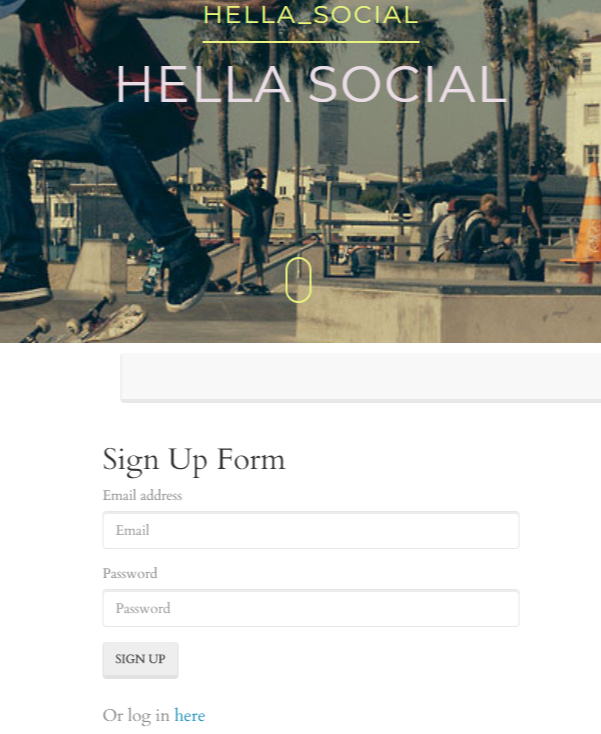 HELLA_SOCIAL
HELLA SOCIAL
Sign Up Form
Email address
Email
Password
Password
SIGN UP
Or log in here